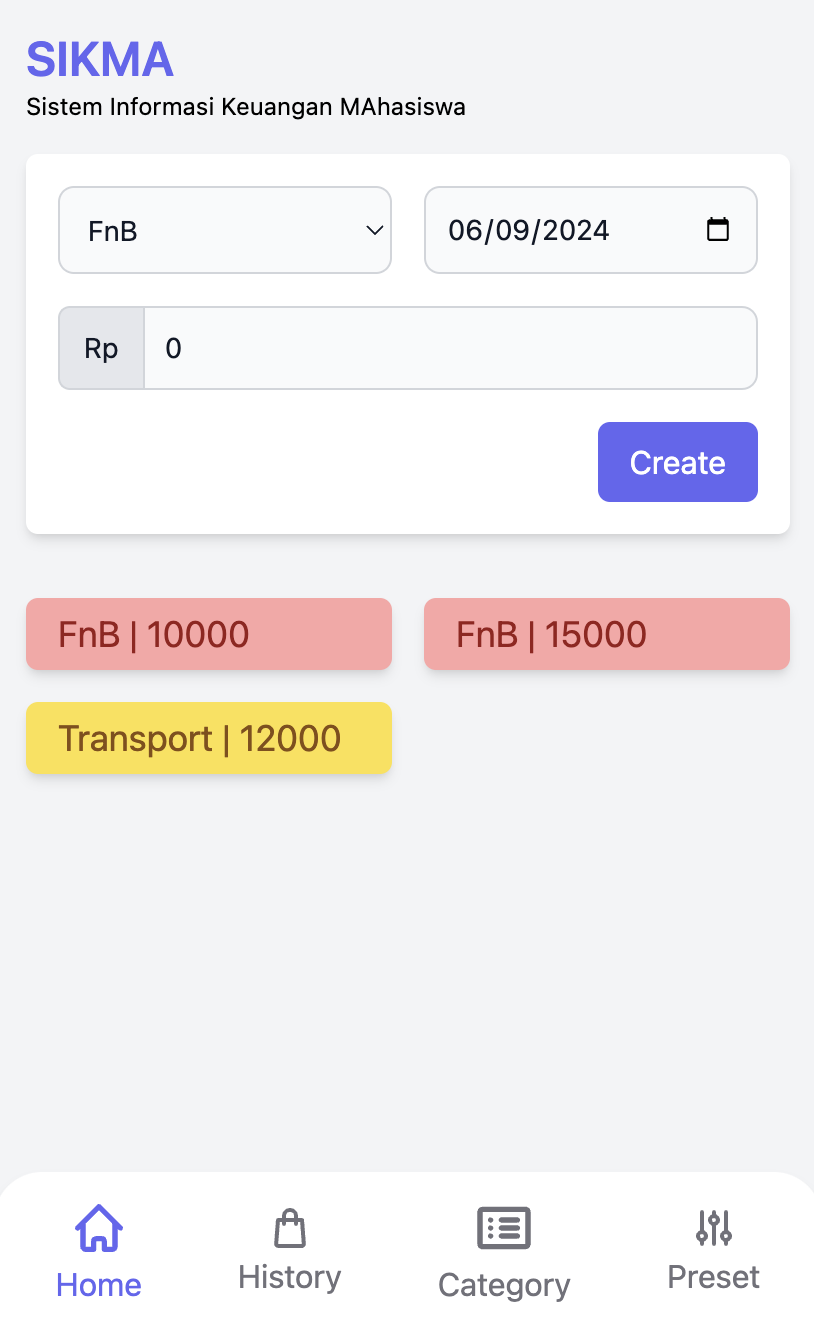 SIKMA
Sistem Informasi Keuangan MAhasiswa
FnB
06/09/2024
Rp
0
Create
FnB | 10000
FnB | 15000
Transport | 12000
Home
History
Category
Preset